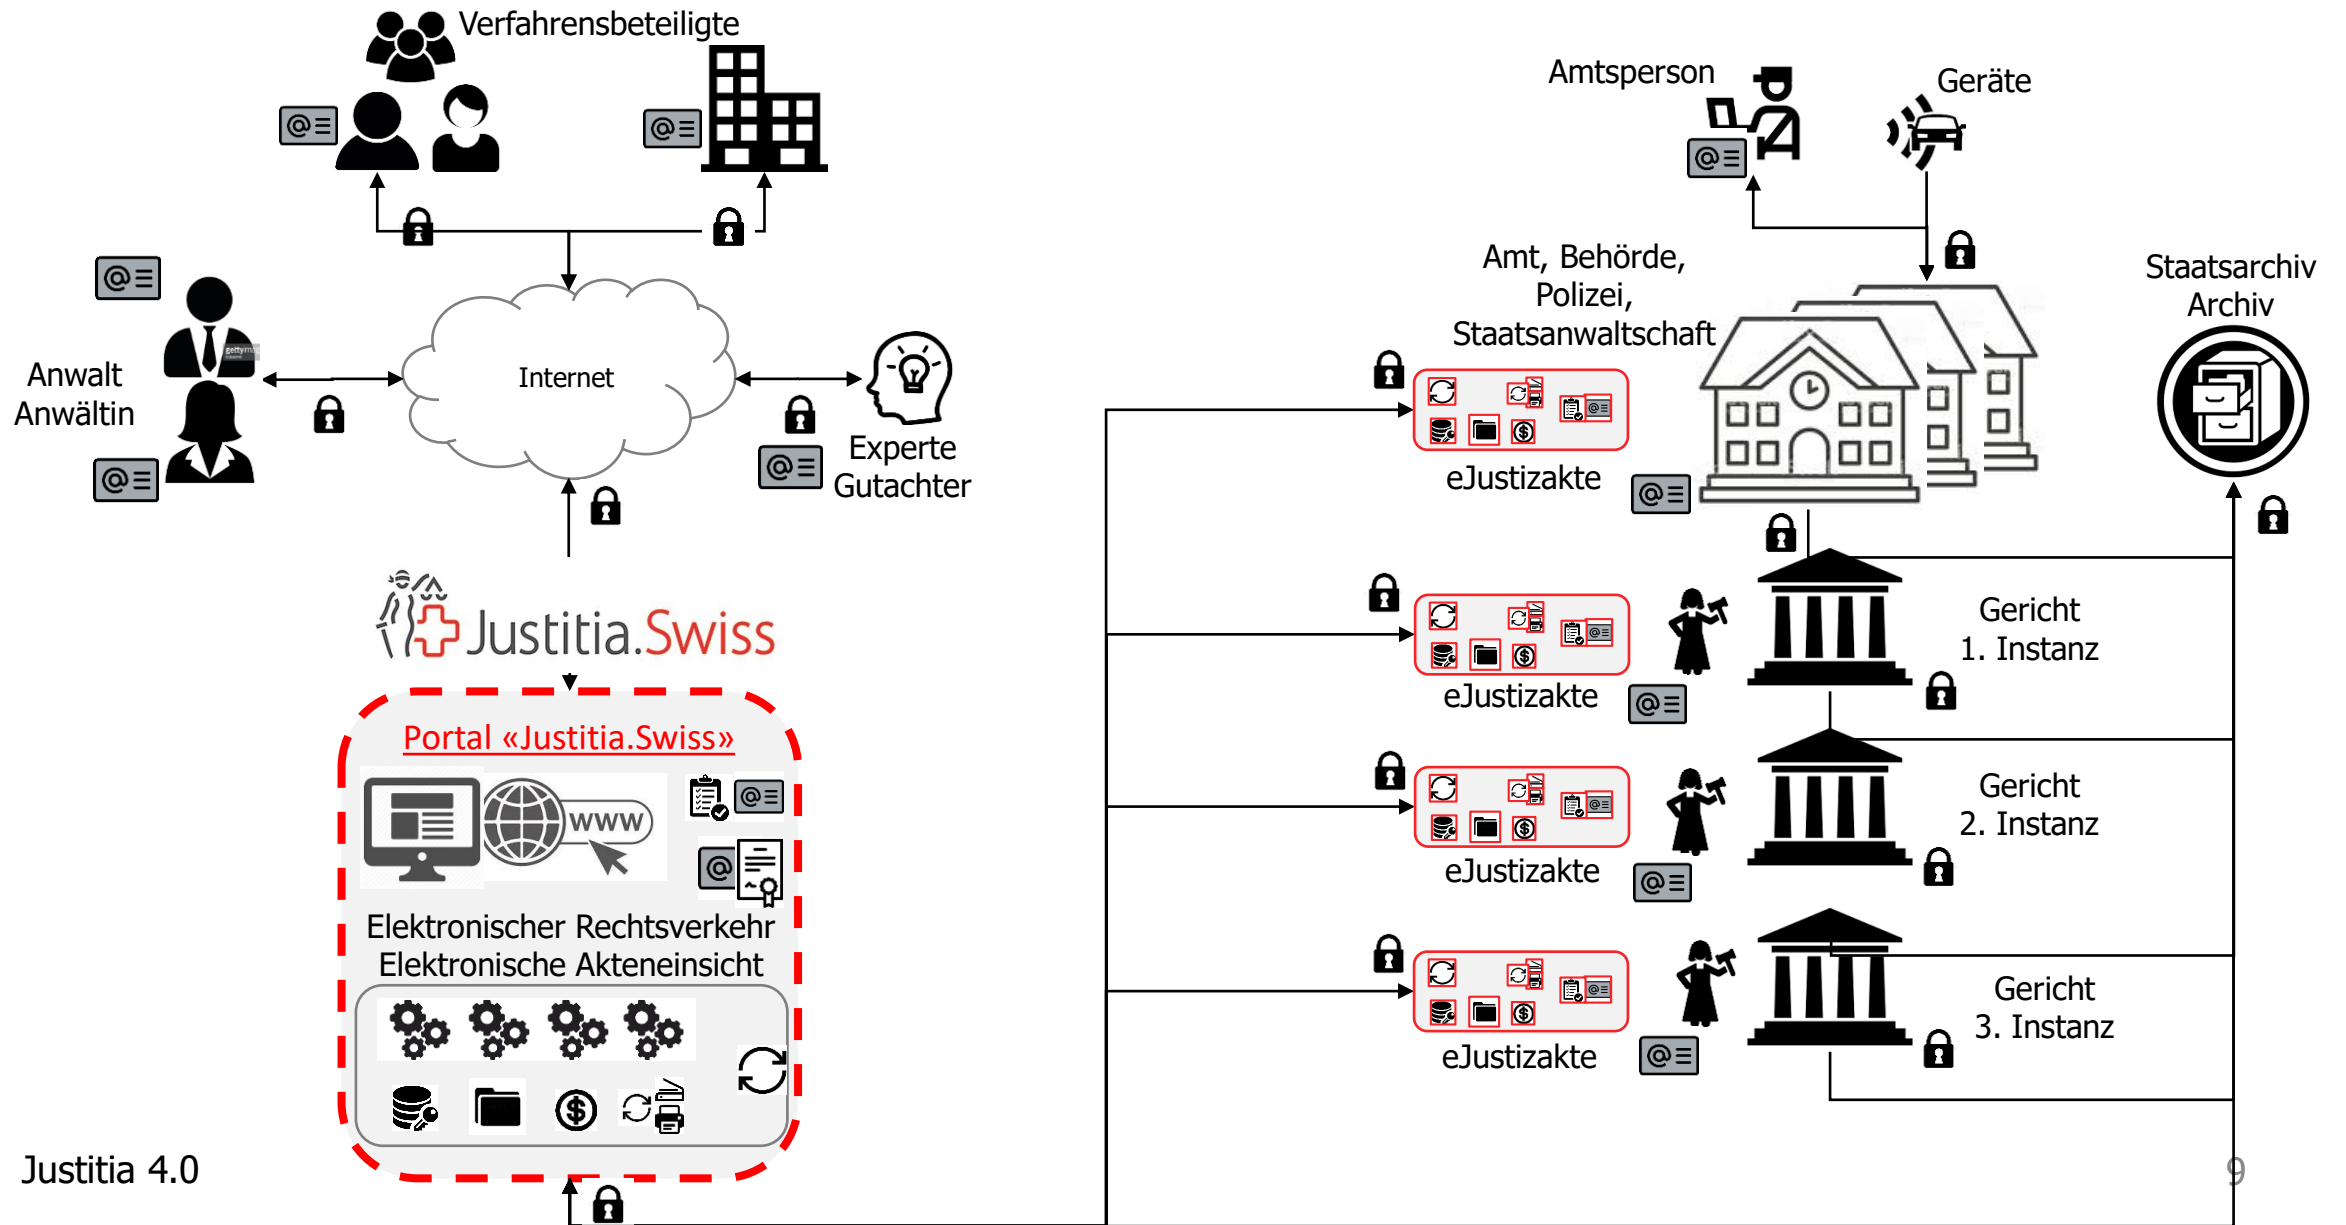 Verfahrensbeteiligte
Amtsperson
Geräte
Amt, Behörde,
Polizei,
Staatsanwaltschaft
Staatsarchiv
Archiv
Anwalt
Anwältin
gettyim
Internet
Experte
Gutachter
eJustizakte
Justitia.Swiss
Gericht
1. Instanz
eJustizakte
Portal «Justitia.Swiss»
www
Gericht
2. Instanz
eJustizakte
Elektronischer Rechtsverkehr
Elektronische Akteneinsicht
Gericht
3. Instanz
eJustizakte
Justitia 4.0
9